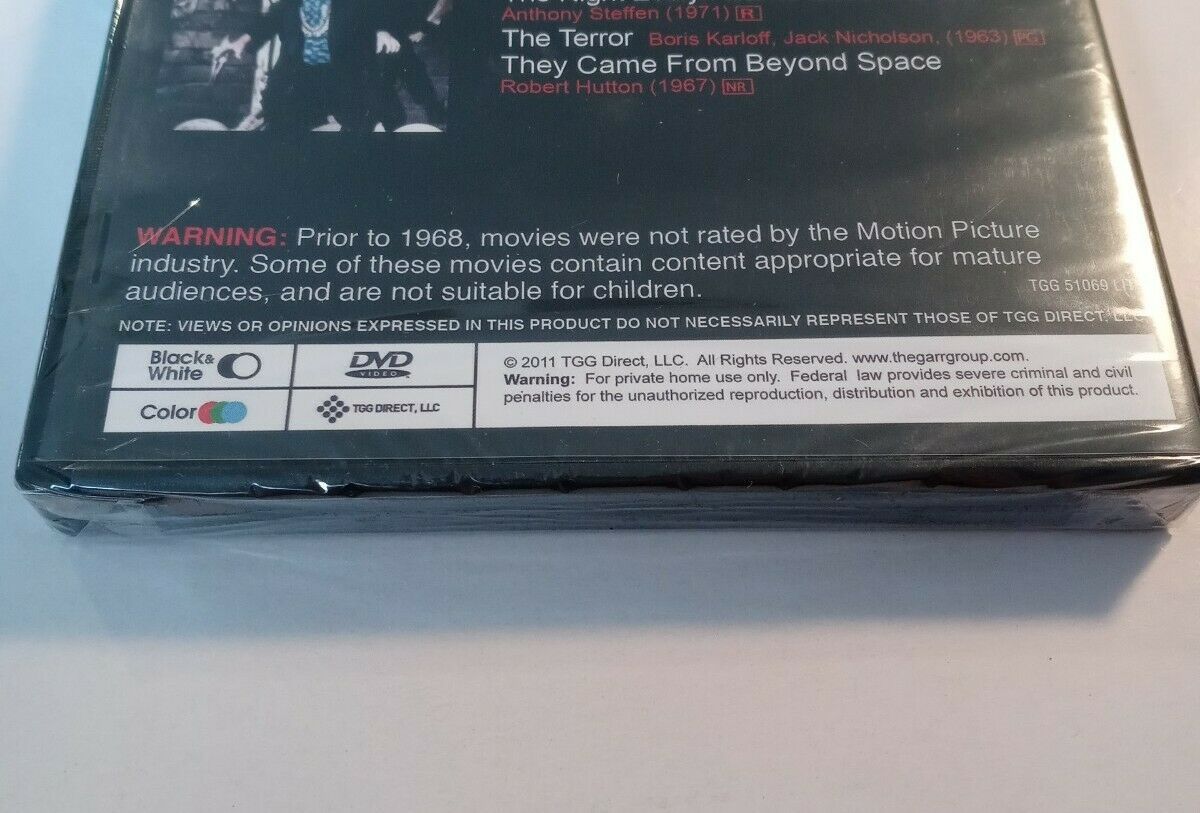 Anthony Steffen (1971) R
The Terror Boris Karloff, Jack Nicholson, (1963) PG
They Came From Beyond Space
Robert Hutton (1967) NR
WARNING: Prior to 1968, movies were not rated by the Motion Picture
industry. Some of these movies contain content appropriate for mature
audiences, and are not suitable for children.
TGG 51069
NOTE: VIEWS OR OPINIONS EXPRESSED IN THIS PRODUCT DO NOT NECESSARILY REPRESENT THOSE OF TGG DIRECT, LLC
Black&
White
DVD
VIDEO
Color
TGG DIRECT, LLC
© 2011 TGG Direct, LLC. All Rights Reserved. www.thegarrgroup.com.
Warning: For private home use only. Federal law provides severe criminal and civil
penalties for the unauthorized reproduction, distribution and exhibition of this product.